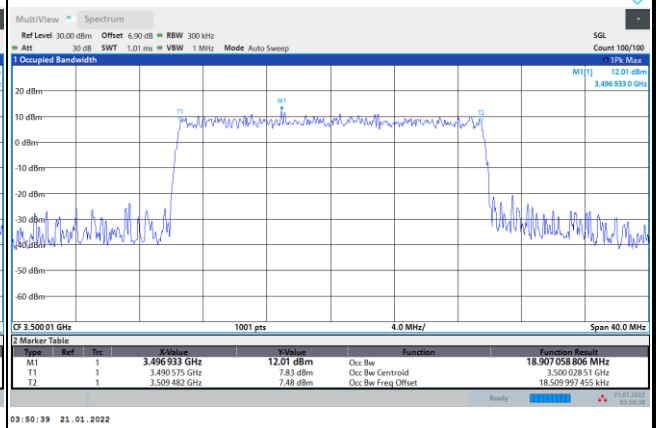 MultiView Spectrum
Ref Level 30.00 dBm Offset 6.90 dB RBW 300 kHz SGL
Att 30 dB SWT 1.01 ms VBW 1 MHz Mode Auto Sweep Count 100/100
1 Occupied Bandwidth 1Pk Max
M1[1] 12.01 dBm
3.496 933 0 GHz
20 dBm
M1
T1 T2
10 dBm
0 dBm
-10 dBm
-20 dBm
-30 dBm
-40 dBm
-50 dBm
-60 dBm
CF 3.500 01 GHz 1001 pts 4.0 MHz/ Span 40.0 MHz
2 Marker Table
Type Ref Trc X-Value Y-Value Function Function Result
M1 1 3.496 933 GHz 12.01 dBm Occ Bw 18.907 058 806 MHz
T1 1 3.490 575 GHz 7.83 dBm Occ Bw Centroid 3.500 028 51 GHz
T2 1 3.509 482 GHz 7.48 dBm Occ Bw Freq Offset 18.509 997 455 kHz
Ready 21.01.2022
03:50:38
03:50:39 21.01.2022